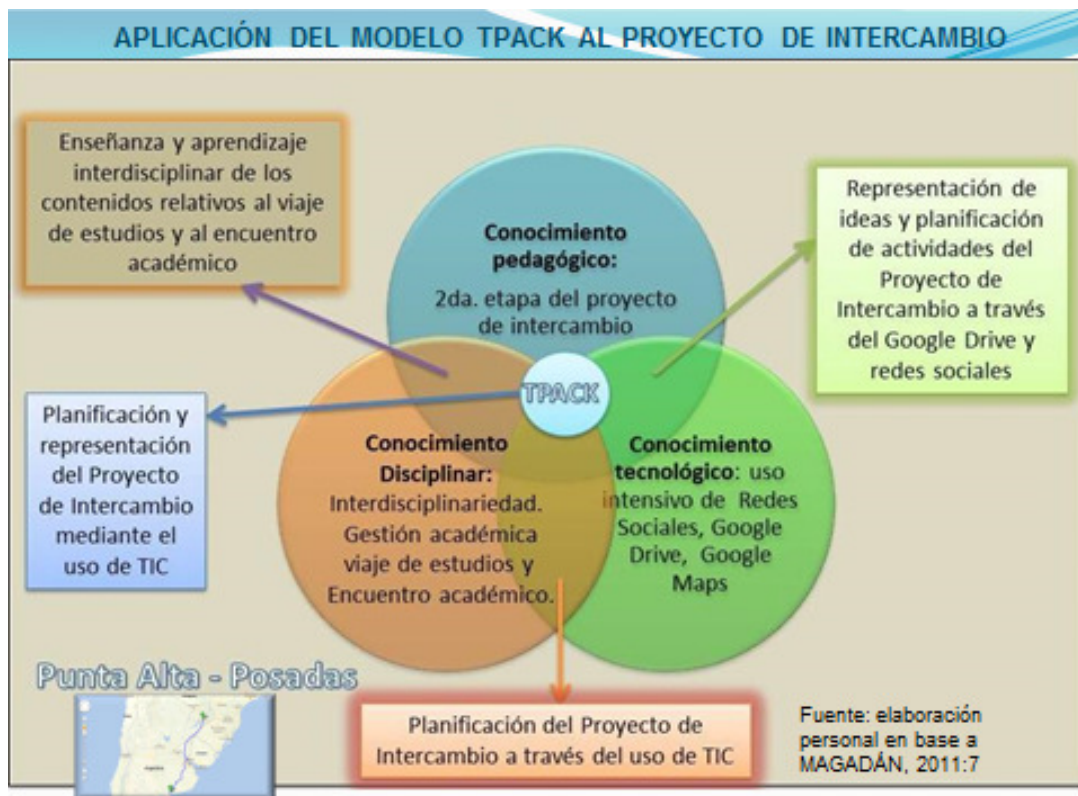 APLICACIÓN DEL MODELO TPACK AL PROYECTO DE INTERCAMBIO
Enseñanza y aprendizaje
interdisciplinar de los
contenidos relativos al viaje
de estudios y al encuentro
académico
Conocimiento
pedagógico:
2da. etapa del proyecto
de intercambio
Representación de
ideas y planificación
de actividades del
Proyecto de
Intercambio a través
del Google Drive y
redes sociales
TPACK
Planificación y
representación
del Proyecto
de Intercambio
mediante el
uso de TIC
Conocimiento
Disciplinar:
Interdisciplinariedad.
Gestión académica
viaje de estudios y
Encuentro académico.
Conocimiento
tecnológico: uso
intensivo de Redes
Sociales, Google
Drive, Google
Maps
Punta Alta - Posadas
Planificación del Proyecto de
Intercambio a través del uso de TIC
Fuente: elaboración
personal en base a
MAGADÁN, 2011:7